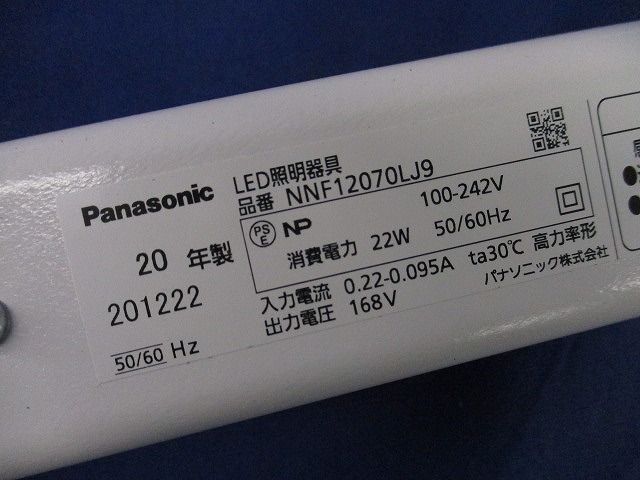 Panasonic
LED照明器具
品番 NNF12070LJ9
PSE NP 100-242V
消費電力 22W 50/60Hz
20 年製
201222
入力電流 0.22-0.095A ta30℃ 高力率形
出力電圧 168V パナソニック株式会社
50/60 Hz